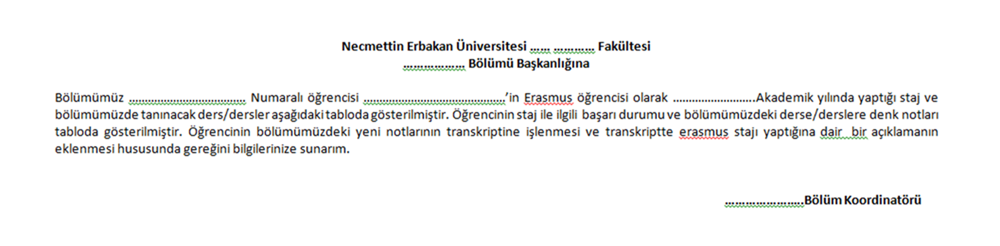 Necmettin Erbakan Üniversitesi …… ………… Fakültesi
……………… Bölümü Başkanlığına
Bölümümüz ……………………………… Numaralı öğrencisi ………………………………………’in Erasmus öğrencisi olarak ……………………..Akademik yılında yaptığı staj ve
bölümümüzde tanınacak ders/dersler aşağıdaki tabloda gösterilmiştir. Öğrencinin staj ile ilgili başarı durumu ve bölümümüzdeki derse/derslere denk notları
tabloda gösterilmiştir. Öğrencinin bölümümüzdeki yeni notlarının transkriptine işlenmesi ve transkriptte erasmus stajı yaptığına dair bir açıklamanın
eklenmesi hususunda gereğini bilgilerinize sunarım.
…………………..Bölüm Koordinatörü